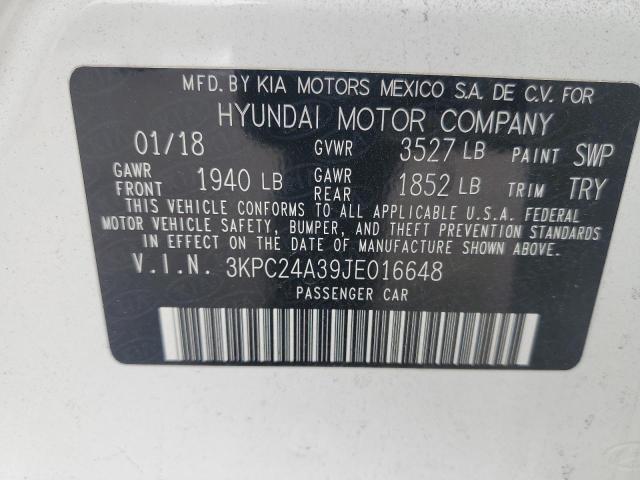 MFD. BY KIA MOTORS MEXICO S.A. DE C.V. FOR
HYUNDAI MOTOR COMPANY
01/18 GVWR 3527 LB PAINT SWP
GAWR FRONT 1940 LB GAWR REAR 1852 LB TRIM TRY
THIS VEHICLE CONFORMS TO ALL APPLICABLE U.S.A. FEDERAL
MOTOR VEHICLE SAFETY, BUMPER, AND THEFT PREVENTION STANDARDS
IN EFFECT ON THE DATE OF MANUFACTURE SHOWN ABOVE.
V.I.N. 3KPC24A39JE016648
PASSENGER CAR